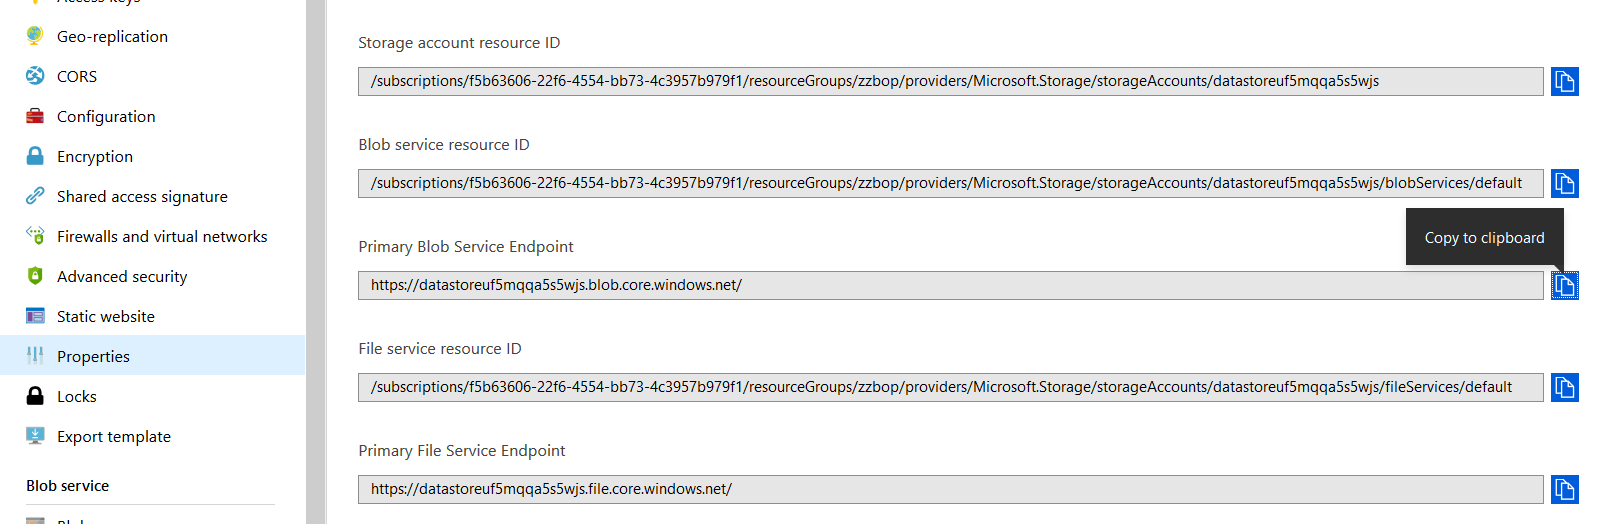 Access keys
Geo-replication
CORS
Configuration
Encryption
Shared access signature
Firewalls and virtual networks
Advanced security
Static website
Properties
Locks
Export template
Blob service
Storage account resource ID
/subscriptions/f5b63606-22f6-4554-bb73-4c3957b979f1/resourceGroups/zzbop/providers/Microsoft.Storage/storageAccounts/datastoreuf5mqqa5s5wjs
Blob service resource ID
/subscriptions/f5b63606-22f6-4554-bb73-4c3957b979f1/resourceGroups/zzbop/providers/Microsoft.Storage/storageAccounts/datastoreuf5mqqa5s5wjs/blobServices/default
Primary Blob Service Endpoint
Copy to clipboard
https://datastoreuf5mqqa5s5wjs.blob.core.windows.net/
File service resource ID
/subscriptions/f5b63606-22f6-4554-bb73-4c3957b979f1/resourceGroups/zzbop/providers/Microsoft.Storage/storageAccounts/datastoreuf5mqqa5s5wjs/fileServices/default
Primary File Service Endpoint
https://datastoreuf5mqqa5s5wjs.file.core.windows.net/